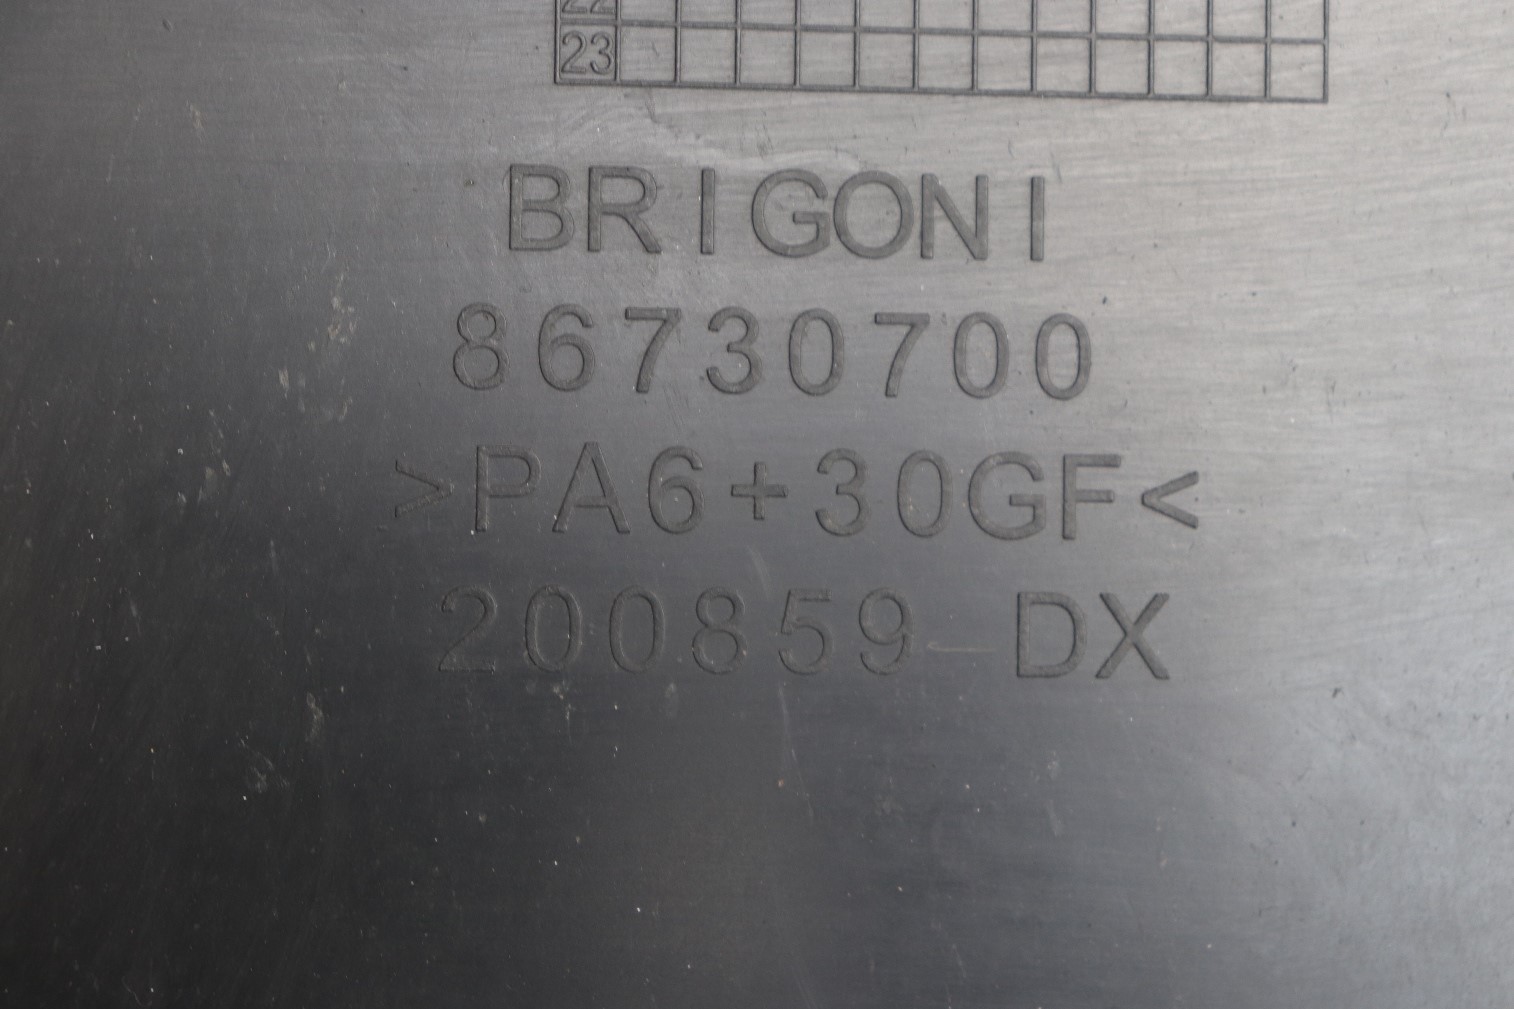 22
23
BRIGONI
86730700
>PA6+30GF<
200859 DX